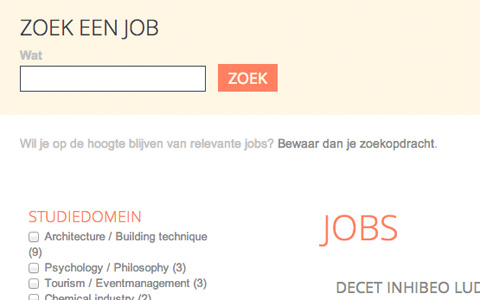 ZOEK EEN JOB
Wat
ZOEK
Wil je op de hoogte blijven van relevante jobs? Bewaar dan je zoekopdracht.
STUDIEDOMEIN
Architecture / Building technique
(9)
Psychology / Philosophy (3)
Tourism / Eventmanagement (3)
Chemical industry (2)
JOBS
DECET INHIBEO LUD